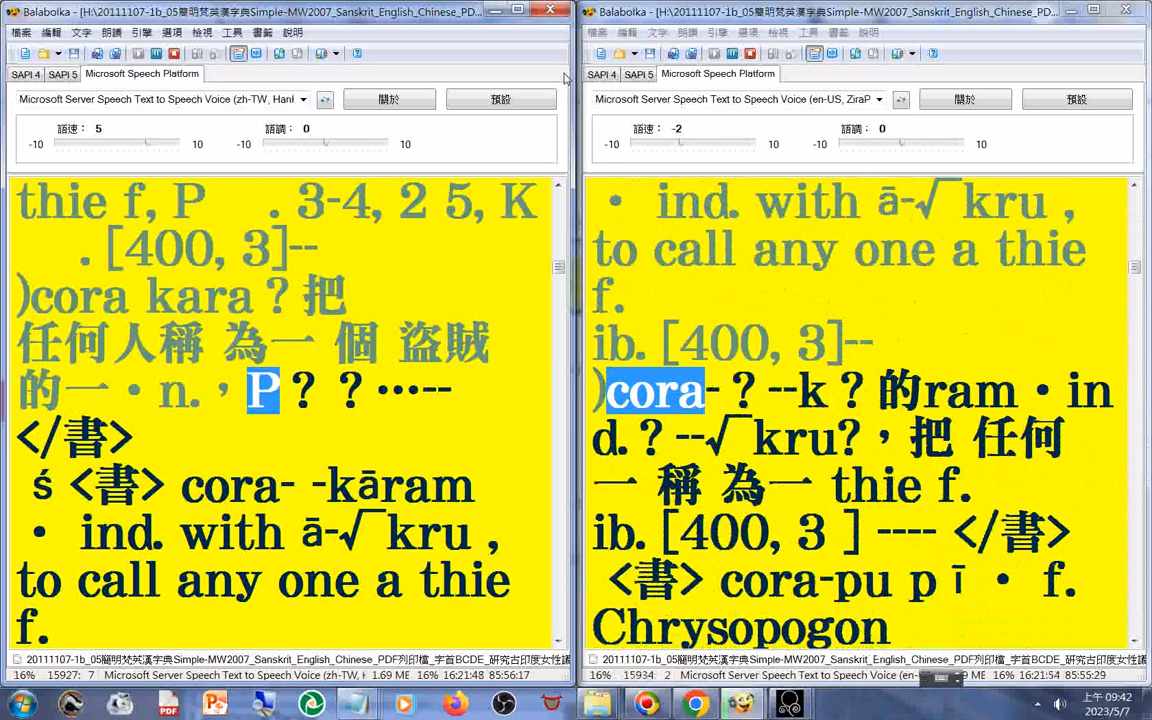 Balabolka - [H:\20111107-1b_05簡明梵英漢字典Simple-MW2007_Sanskrit_English_Chinese_PD...
檔案 編輯 文字 朗讀 引擎 選項 檢視 工具 書籤 說明
SAPI 4 SAPI 5 Microsoft Speech Platform
Microsoft Server Speech Text to Speech Voice (zh-TW, Hanl
關於
預設
語速： 5
語調： 0
-10 10 -10 10
thie f, P . 3-4, 2 5, K
. [400, 3]--
)cora kara？把
任何人稱 為一 個 盜賊
的一・n.，P？？…--
</書>
ś <書> cora- -kāram
・ ind. with ā-√ kru ,
to call any one a thie
f.
20111107-1b_05簡明梵英漢字典Simple-MW2007_Sanskrit_English_Chinese_PDF列印檔_字首BCDE_研究古印度女性議
16% 15927: 7 Microsoft Server Speech Text to Speech Voice (zh-TW, H 1.69 MB 16% 16:21:48 85:56:17
Balabolka - [H:\20111107-1b_05簡明梵英漢字典Simple-MW2007_Sanskrit_English_Chinese_PD...
檔案 編輯 文字 朗讀 引擎 選項 檢視 工具 書籤 說明
SAPI 4 SAPI 5 Microsoft Speech Platform
Microsoft Server Speech Text to Speech Voice (en-US, ZiraP
關於
預設
語速： -2
語調： 0
-10 10 -10 10
・ ind. with ā-√ kru ,
to call any one a thie
f.
ib. [400, 3]--
)cora-？--k？的ram・in
d.？--√ kru?，把 任何
一 稱 為一 thie f.
ib. [400, 3 ] ---- </書>
<書> cora-pu p ī ・ f.
Chrysopogon
20111107-1b_05簡明梵英漢字典Simple-MW2007_Sanskrit_English_Chinese_PDF列印檔_字首BCDE_研究古印度女性議
16% 15934: 2 Microsoft Server Speech Text to Speech Voice (en-US 9 MB 16% 16:21:54 85:55:29
上午 09:42
2023/5/7